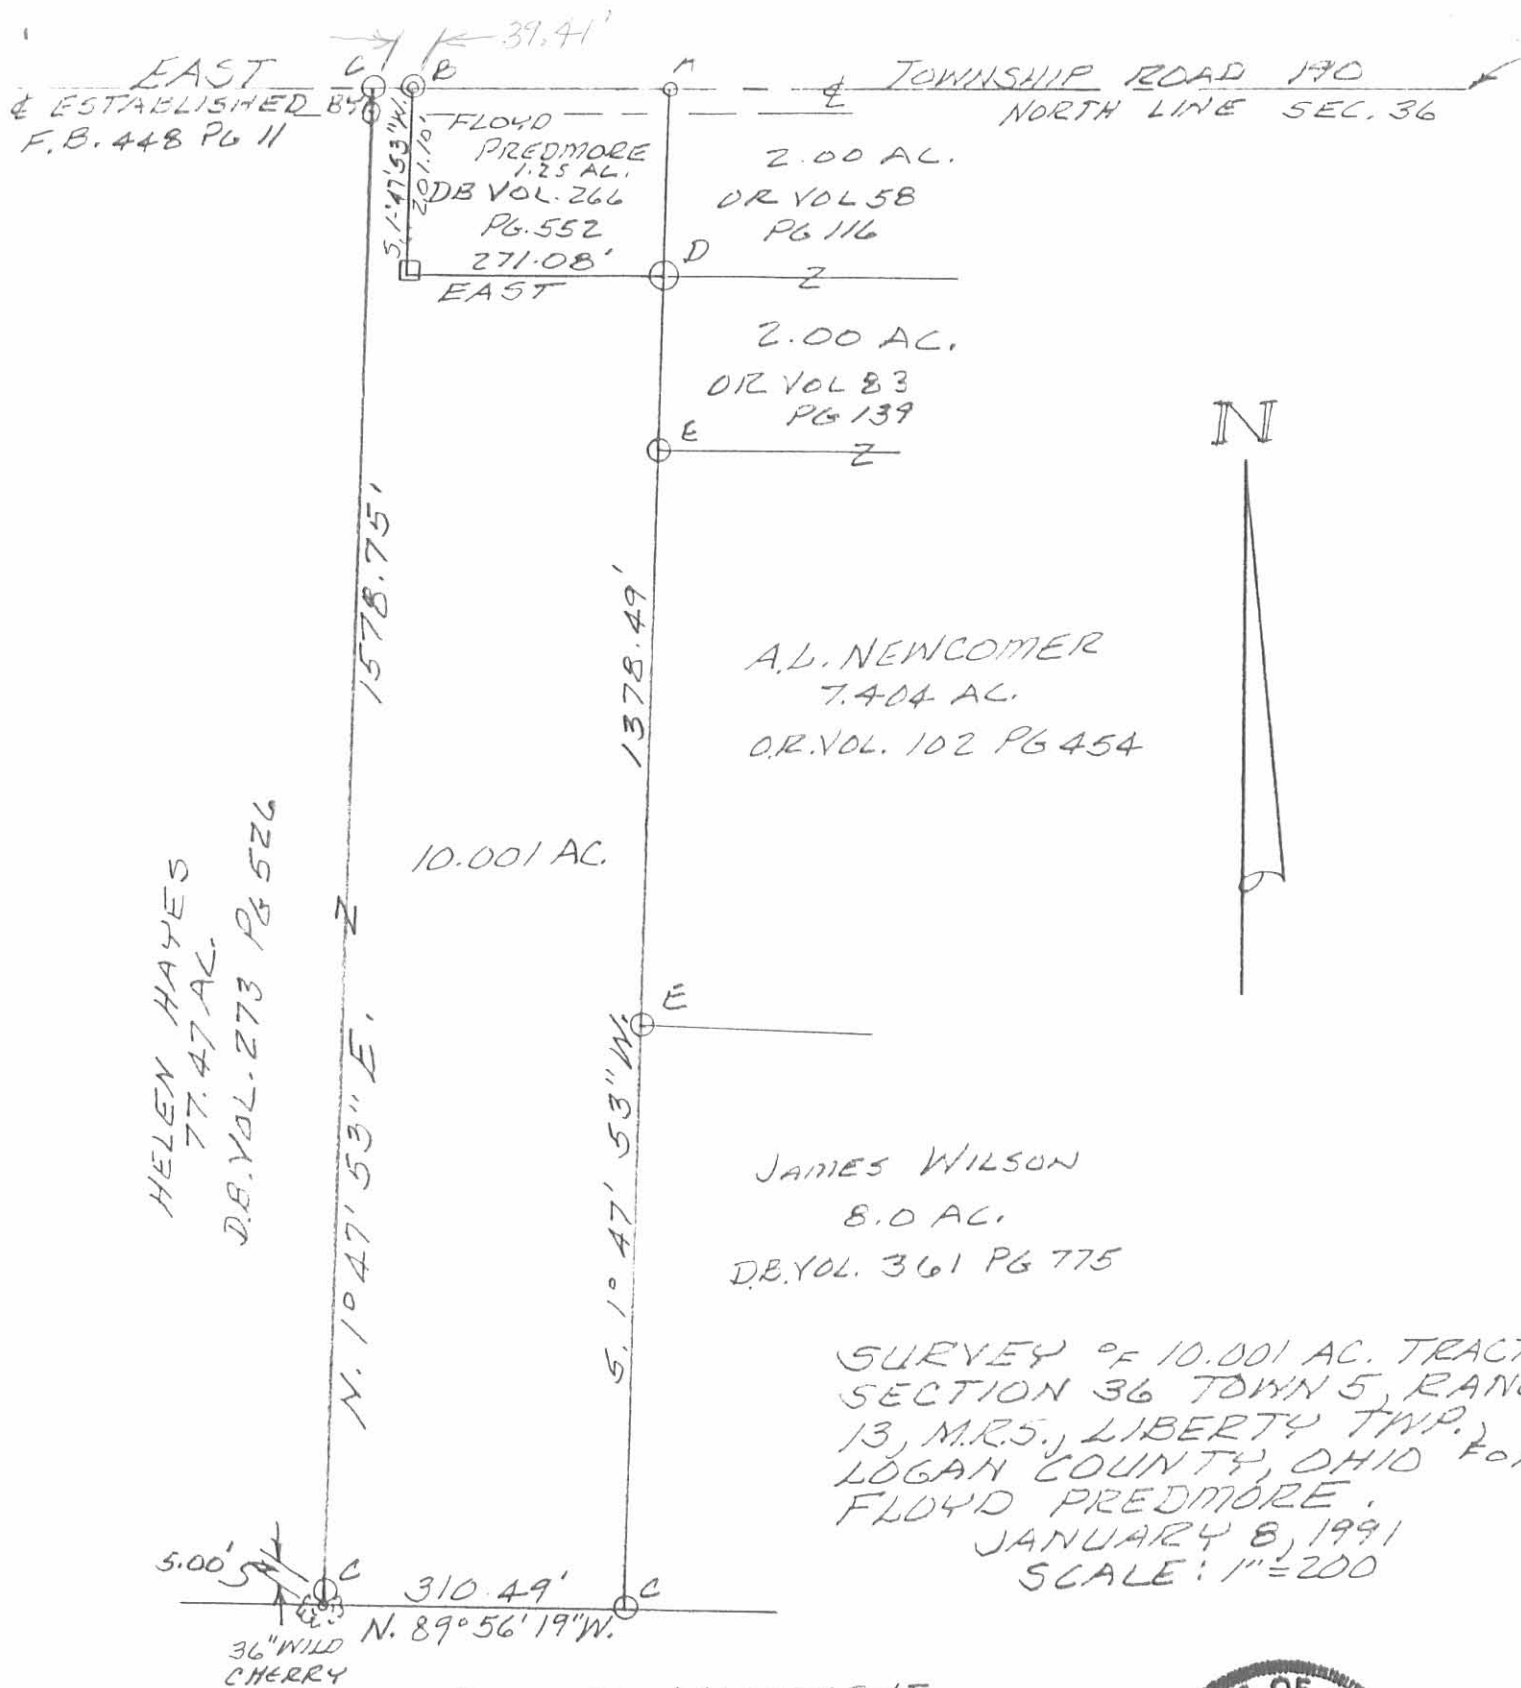 39.41'
EAST
C
B
A
℄ TOWNSHIP ROAD 190
℄ ESTABLISHED BY
F.B. 448 PG 11
NORTH LINE SEC. 36
FLOYD
PREDMORE
1.25 AC.
DB VOL. 266
PG. 552
271.08'
EAST
S. 1°47'53"W.
201.10'
2.00 AC.
OR VOL 58
PG 116
D
Z
2.00 AC.
OR VOL 83
PG 139
E
Z
N
1578.75'
1378.49'
A.L. NEWCOMER
7.404 AC.
O.R. VOL. 102 PG 454
10.001 AC.
HELEN HAYES
77.47 AC.
D.B. VOL. 273 PG 526
Z
N. 1° 47' 53" E.
E
S. 1° 47' 53" W.
JAMES WILSON
8.0 AC.
D.B. VOL. 361 PG 775
SURVEY OF 10.001 AC. TRACT
SECTION 36 TOWN 5, RANG
13, M.R.S., LIBERTY TWP.,
LOGAN COUNTY, OHIO FOR
FLOYD PREDMORE.
JANUARY 8, 1991
SCALE: 1"=200
5.00'
C
310.49'
C
N. 89°56'19"W.
36" WILD
CHERRY
OF